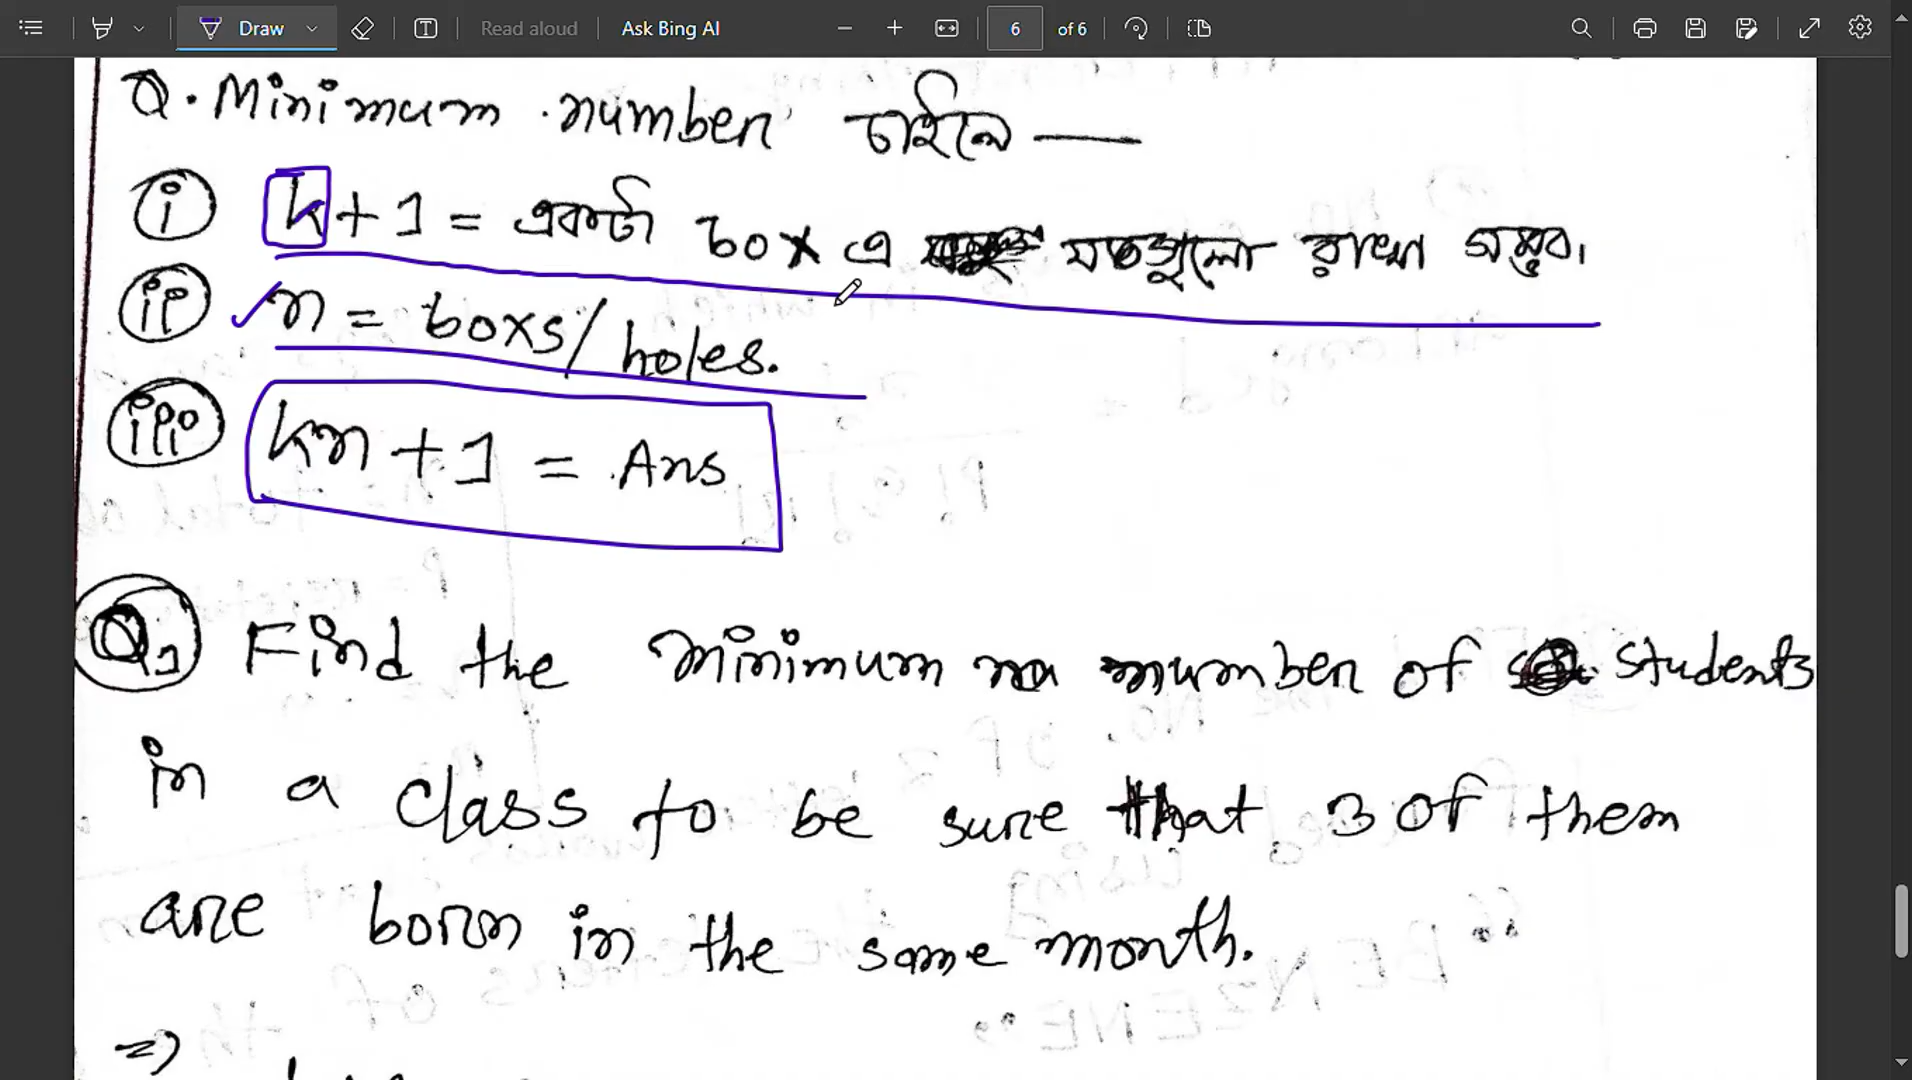 Draw
Read aloud
Ask Bing AI
6 of 6
Q. Minimum number চাইলে —
i k+1 = একটা box এ যতগুলো রাখা সম্ভব।
ii n = boxs/holes.
iii kn+1 = Ans
Q1 Find the minimum number of students
in a class to be sure that 3 of them
are born in the same month.
=>